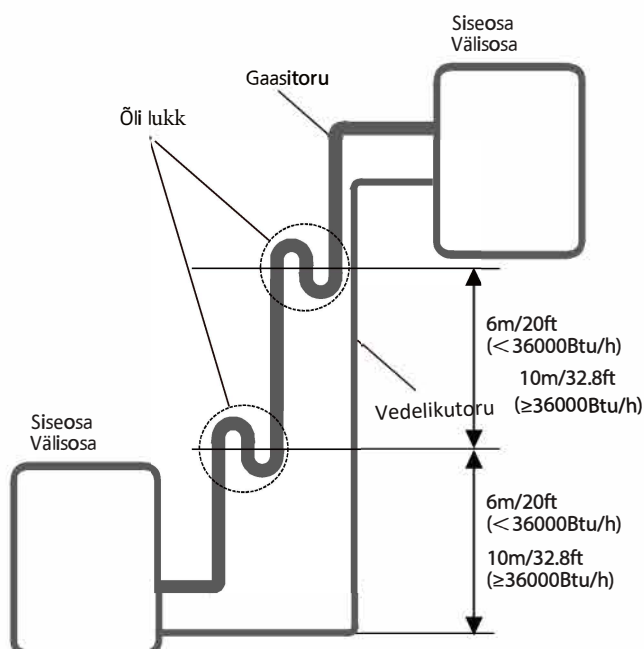 Siseosa
Välisosa
Gaasitoru
Õli lukk
6m/20ft
(<36000Btu/h)
10m/32.8ft
(≥36000Btu/h)
Vedelikutoru
Siseosa
Välisosa
6m/20ft
(<36000Btu/h)
10m/32.8ft
(≥36000Btu/h)